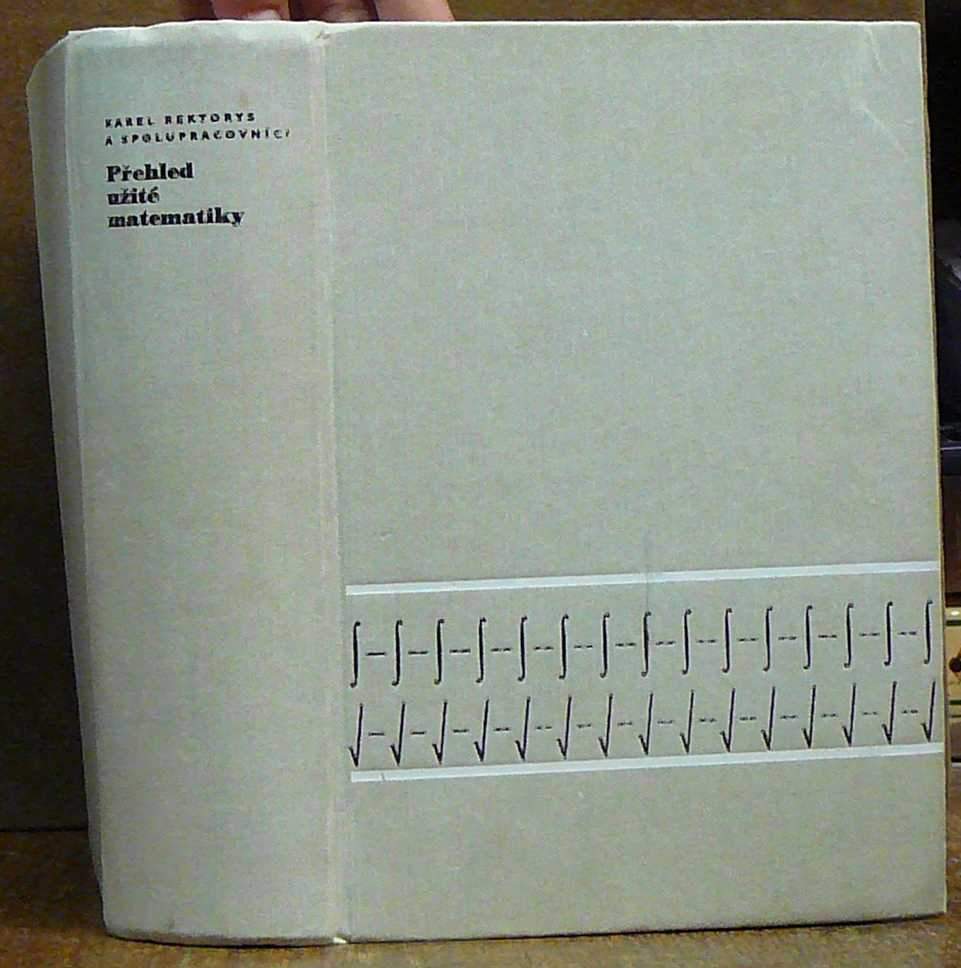 KAREL REKTORYS
A SPOLUPRACOVNÍCI
Přehled
užité
matematiky
∫–∫–∫–∫–∫–∫–∫–∫–∫–∫–∫–∫–∫–∫–∫
√–√–√–√–√–√–√–√–√–√–√–√–√–√–√